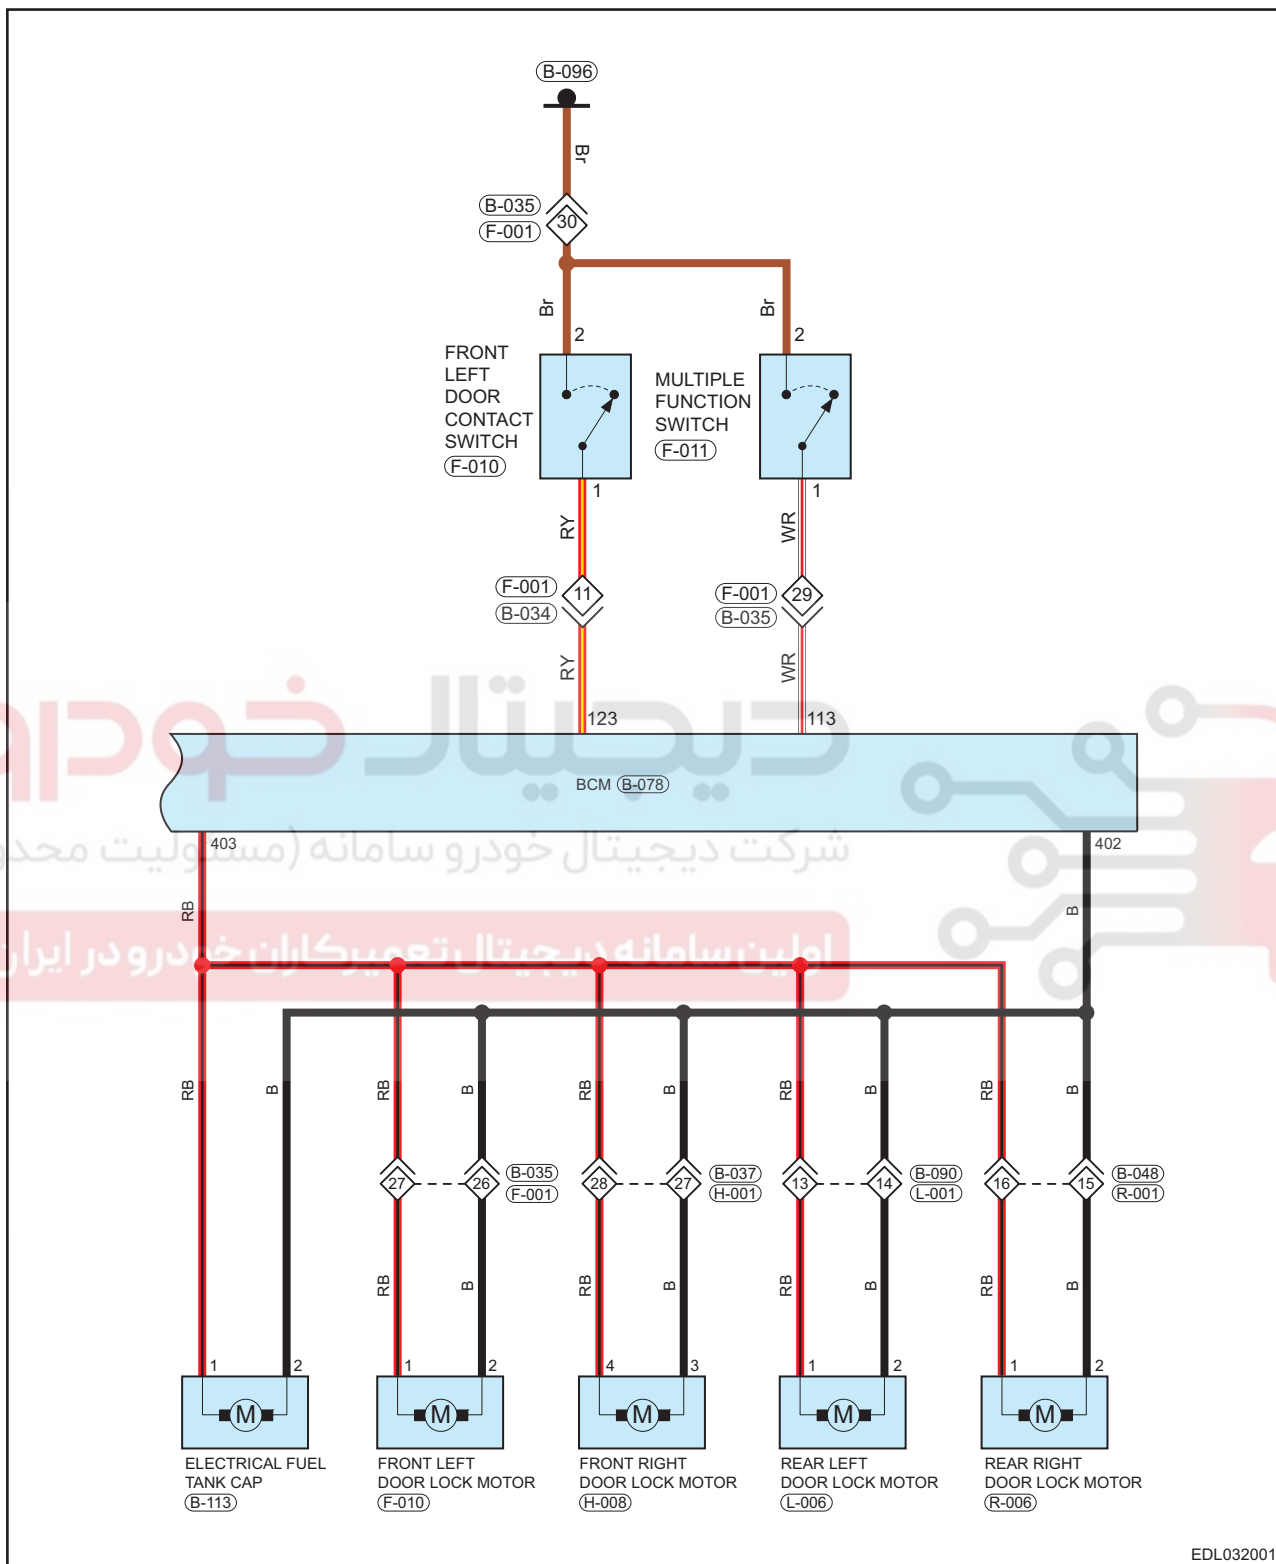 B-096
Br
B-035
F-001
30
Br
Br
2
2
FRONT
LEFT
DOOR
CONTACT
SWITCH
F-010
MULTIPLE
FUNCTION
SWITCH
F-011
1
1
RY
WR
F-001
B-034
11
F-001
B-035
29
RY
WR
123
113
دیجیتال خودرو
BCM B-078
403
402
شرکت دیجیتال خودرو سامانه (مسئولیت محدو
RB
B
اولین سامانه دیجیتال تعمیرکاران خودرو در ایران
RB
B
RB
B
RB
B
RB
B
RB
B
27
26
B-035
F-001
28
27
B-037
H-001
13
14
B-090
L-001
16
15
B-048
R-001
RB
B
RB
B
RB
B
RB
B
1
2
1
2
4
3
1
2
1
2
M
M
M
M
M
ELECTRICAL FUEL
TANK CAP
B-113
FRONT LEFT
DOOR LOCK MOTOR
F-010
FRONT RIGHT
DOOR LOCK MOTOR
H-008
REAR LEFT
DOOR LOCK MOTOR
L-006
REAR RIGHT
DOOR LOCK MOTOR
R-006
EDL032001